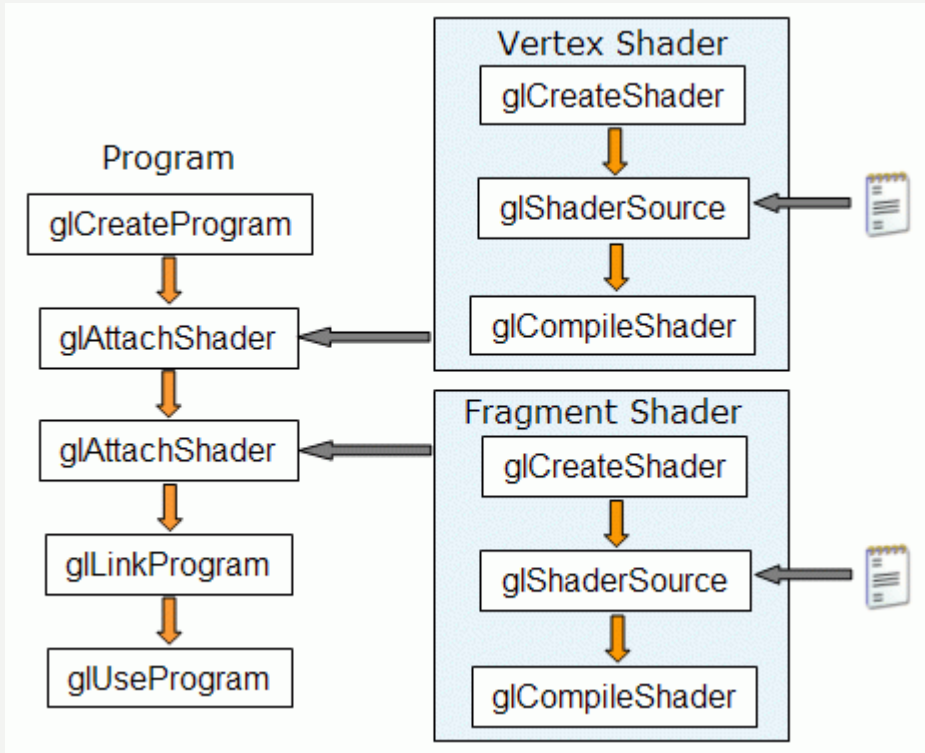 Program
glCreateProgram
glAttachShader
glAttachShader
glLinkProgram
glUseProgram
Vertex Shader
glCreateShader
glShaderSource
glCompileShader
Fragment Shader
glCreateShader
glShaderSource
glCompileShader